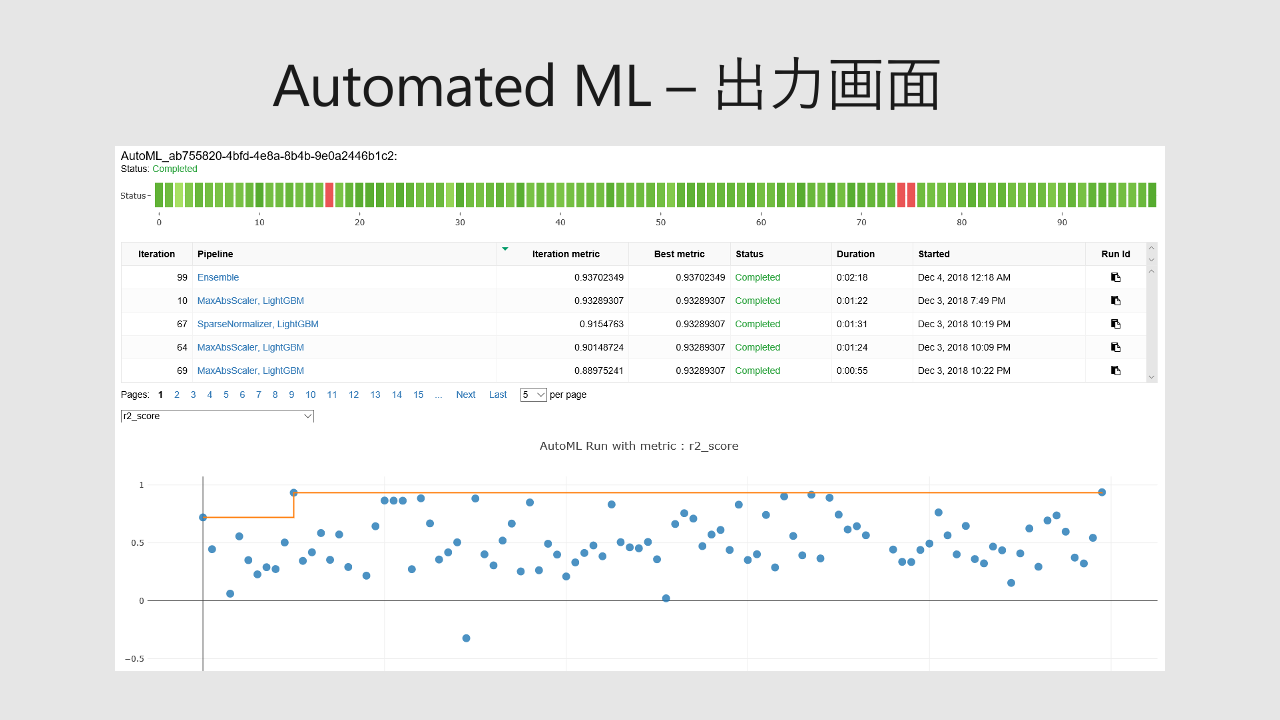 Automated ML – 出力画面
AutoML_ab755820-4bfd-4e8a-8b4b-9e0a2446b1c2:
Status: Completed
Status
0 10 20 30 40 50 60 70 80 90
Iteration Pipeline Iteration metric Best metric Status Duration Started Run Id
99 Ensemble 0.93702349 0.93702349 Completed 0:02:18 Dec 4, 2018 12:18 AM
10 MaxAbsScaler, LightGBM 0.93289307 0.93289307 Completed 0:01:22 Dec 3, 2018 7:49 PM
67 SparseNormalizer, LightGBM 0.9154763 0.93289307 Completed 0:01:31 Dec 3, 2018 10:19 PM
64 MaxAbsScaler, LightGBM 0.90148724 0.93289307 Completed 0:01:24 Dec 3, 2018 10:09 PM
69 MaxAbsScaler, LightGBM 0.88975241 0.93289307 Completed 0:00:55 Dec 3, 2018 10:22 PM
Pages: 1 2 3 4 5 6 7 8 9 10 11 12 13 14 15 ... Next Last 5 per page
r2_score
AutoML Run with metric : r2_score
1
0.5
0
−0.5